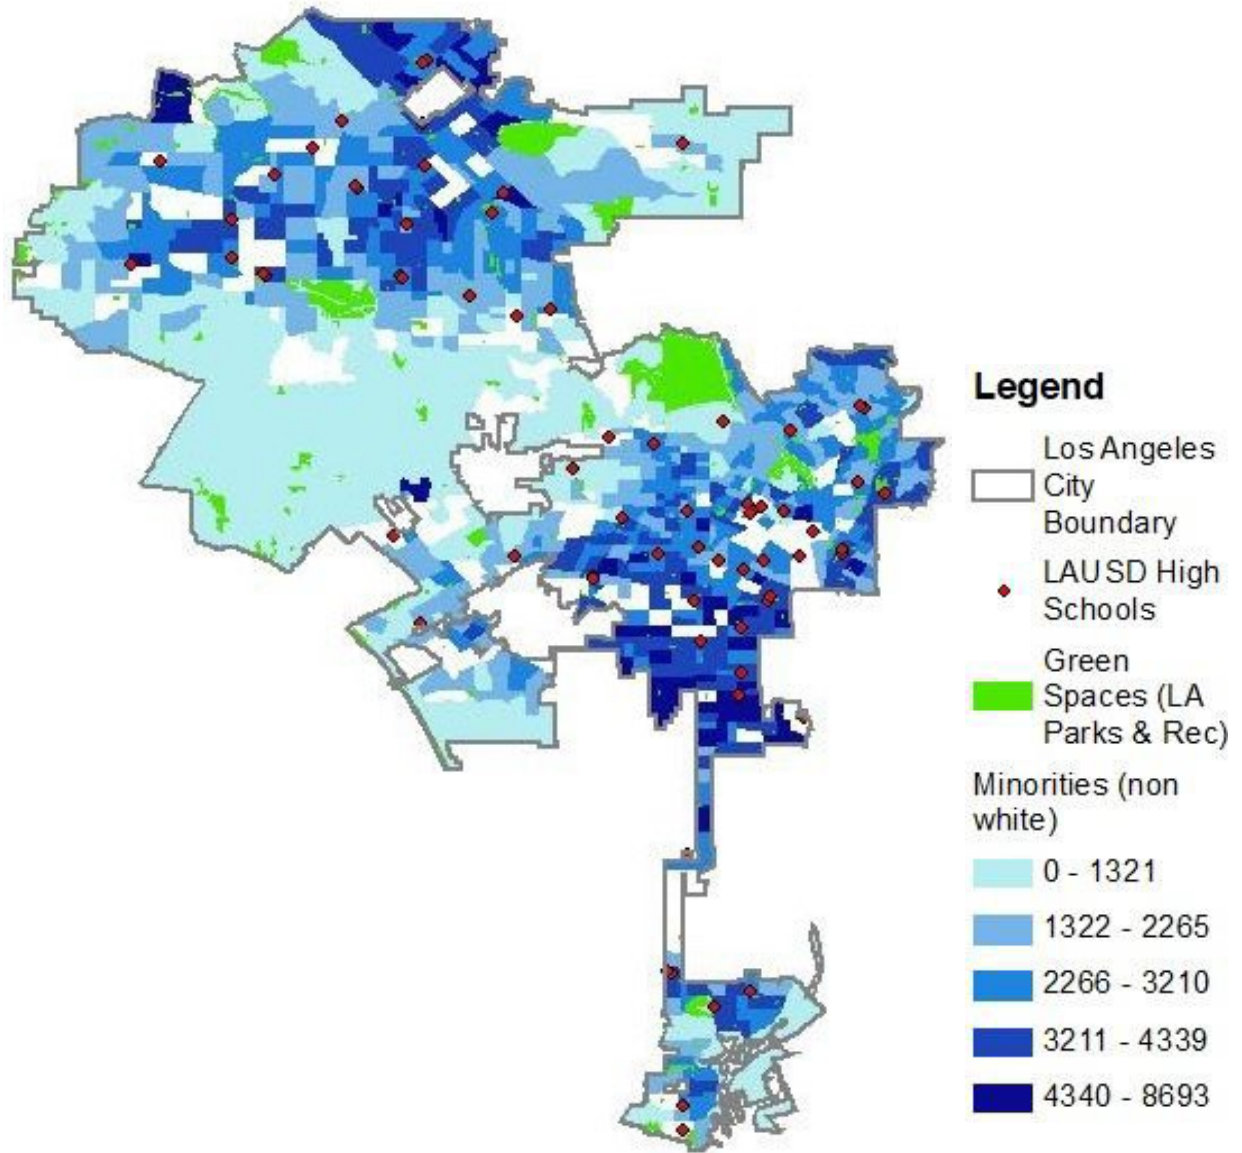 Legend
Los Angeles
City
Boundary
LAUSD High
Schools
Green
Spaces (LA
Parks & Rec)
Minorities (non
white)
0 - 1321
1322 - 2265
2266 - 3210
3211 - 4339
4340 - 8693